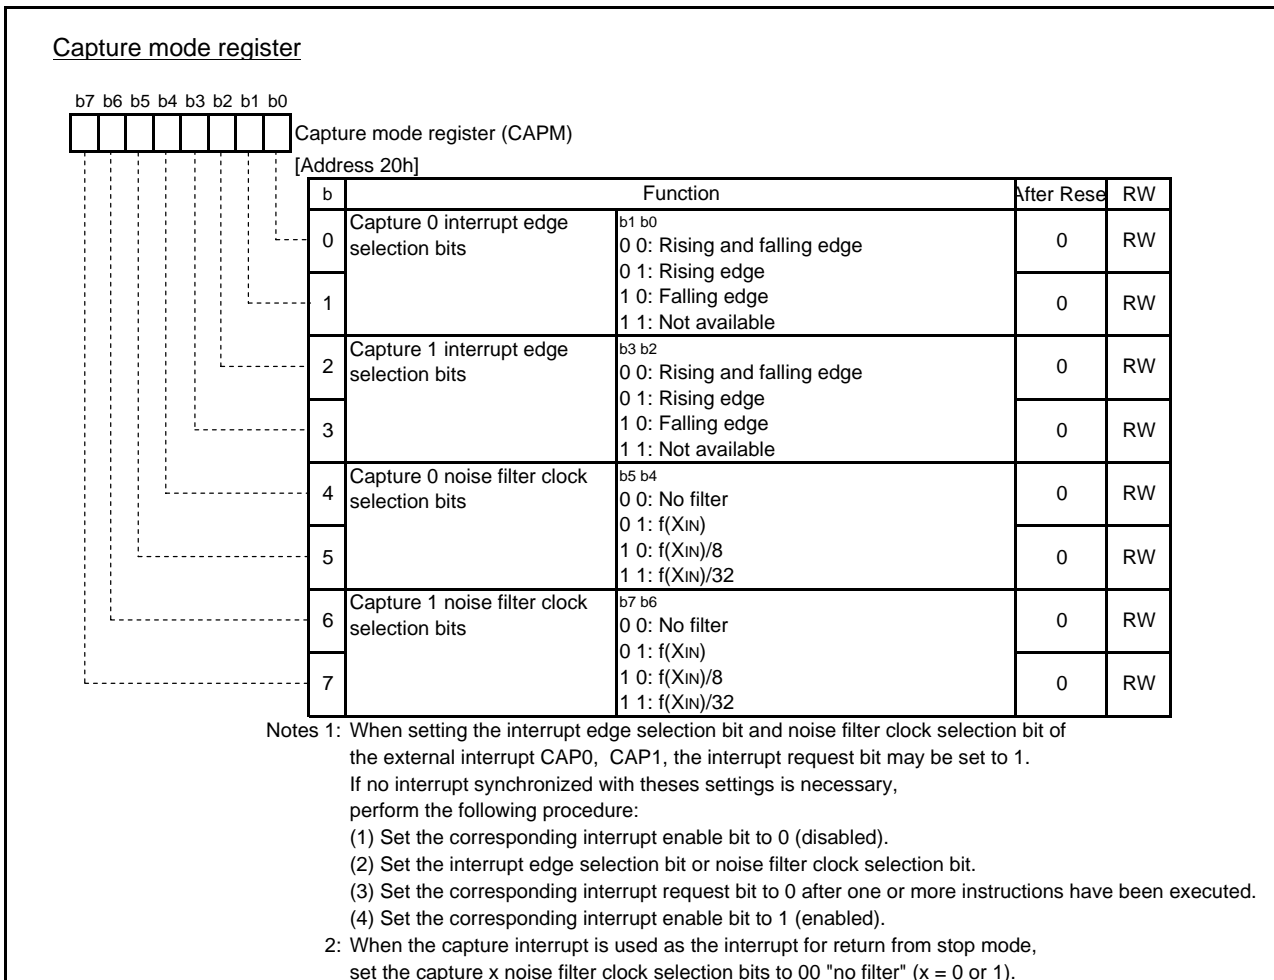 Capture mode register
b7 b6 b5 b4 b3 b2 b1 b0
Capture mode register (CAPM)
[Address 20h]
b Function After Rese RW
0 Capture 0 interrupt edge selection bits 0 RW
b1 b0
0 0: Rising and falling edge
0 1: Rising edge
1 1 0: Falling edge 0 RW
1 1: Not available
2 Capture 1 interrupt edge selection bits 0 RW
b3 b2
0 0: Rising and falling edge
0 1: Rising edge
3 1 0: Falling edge 0 RW
1 1: Not available
4 Capture 0 noise filter clock selection bits 0 RW
b5 b4
0 0: No filter
0 1: f(XIN)
5 1 0: f(XIN)/8 0 RW
1 1: f(XIN)/32
6 Capture 1 noise filter clock selection bits 0 RW
b7 b6
0 0: No filter
0 1: f(XIN)
7 1 0: f(XIN)/8 0 RW
1 1: f(XIN)/32
Notes 1: When setting the interrupt edge selection bit and noise filter clock selection bit of
the external interrupt CAP0, CAP1, the interrupt request bit may be set to 1.
If no interrupt synchronized with theses settings is necessary,
perform the following procedure:
(1) Set the corresponding interrupt enable bit to 0 (disabled).
(2) Set the interrupt edge selection bit or noise filter clock selection bit.
(3) Set the corresponding interrupt request bit to 0 after one or more instructions have been executed.
(4) Set the corresponding interrupt enable bit to 1 (enabled).
2: When the capture interrupt is used as the interrupt for return from stop mode,
set the capture x noise filter clock selection bits to 00 "no filter" (x = 0 or 1).